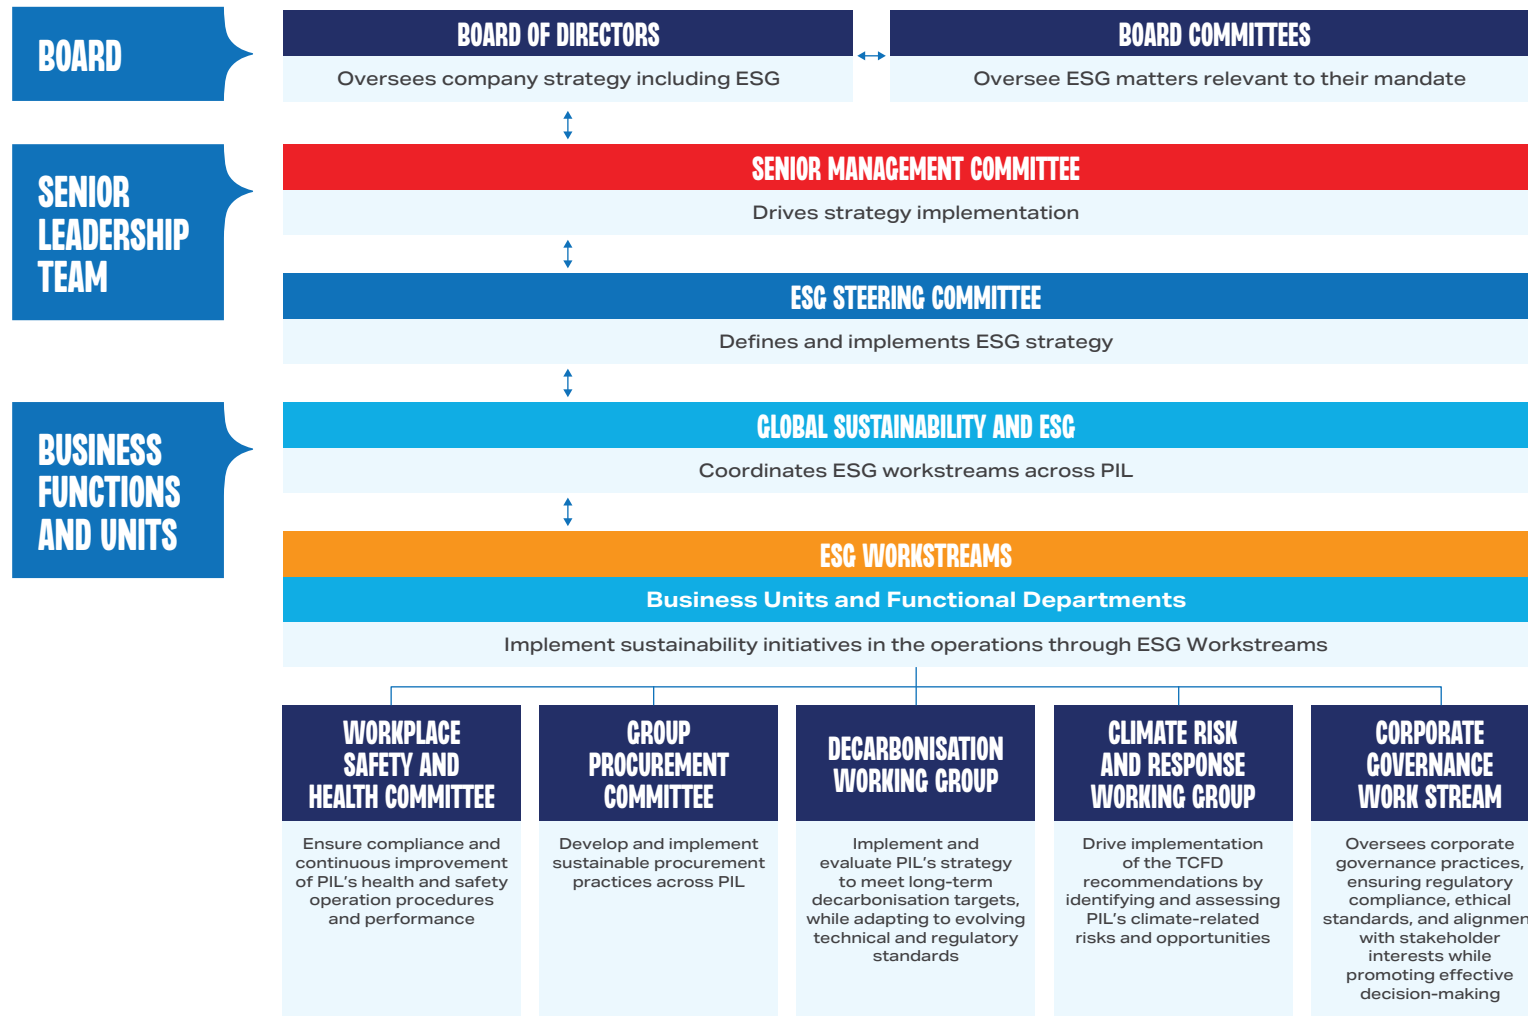 BOARD
BOARD OF DIRECTORS
Oversees company strategy including ESG
BOARD COMMITTEES
Oversee ESG matters relevant to their mandate
SENIOR
LEADERSHIP
TEAM
SENIOR MANAGEMENT COMMITTEE
Drives strategy implementation
ESG STEERING COMMITTEE
Defines and implements ESG strategy
BUSINESS
FUNCTIONS
AND UNITS
GLOBAL SUSTAINABILITY AND ESG
Coordinates ESG workstreams across PIL
ESG WORKSTREAMS
Business Units and Functional Departments
Implement sustainability initiatives in the operations through ESG Workstreams
WORKPLACE
SAFETY AND
HEALTH COMMITTEE
Ensure compliance and
continuous improvement
of PIL's health and safety
operation procedures
and performance
GROUP
PROCUREMENT
COMMITTEE
Develop and implement
sustainable procurement
practices across PIL
DECARBONISATION
WORKING GROUP
Implement and
evaluate PIL's strategy
to meet long-term
decarbonisation targets,
while adapting to evolving
technical and regulatory
standards
CLIMATE RISK
AND RESPONSE
WORKING GROUP
Drive implementation
of the TCFD
recommendations by
identifying and assessing
PIL's climate-related
risks and opportunities
CORPORATE
GOVERNANCE
WORK STREAM
Oversees corporate
governance practices,
ensuring regulatory
compliance, ethical
standards, and alignmen
with stakeholder
interests while
promoting effective
decision-making